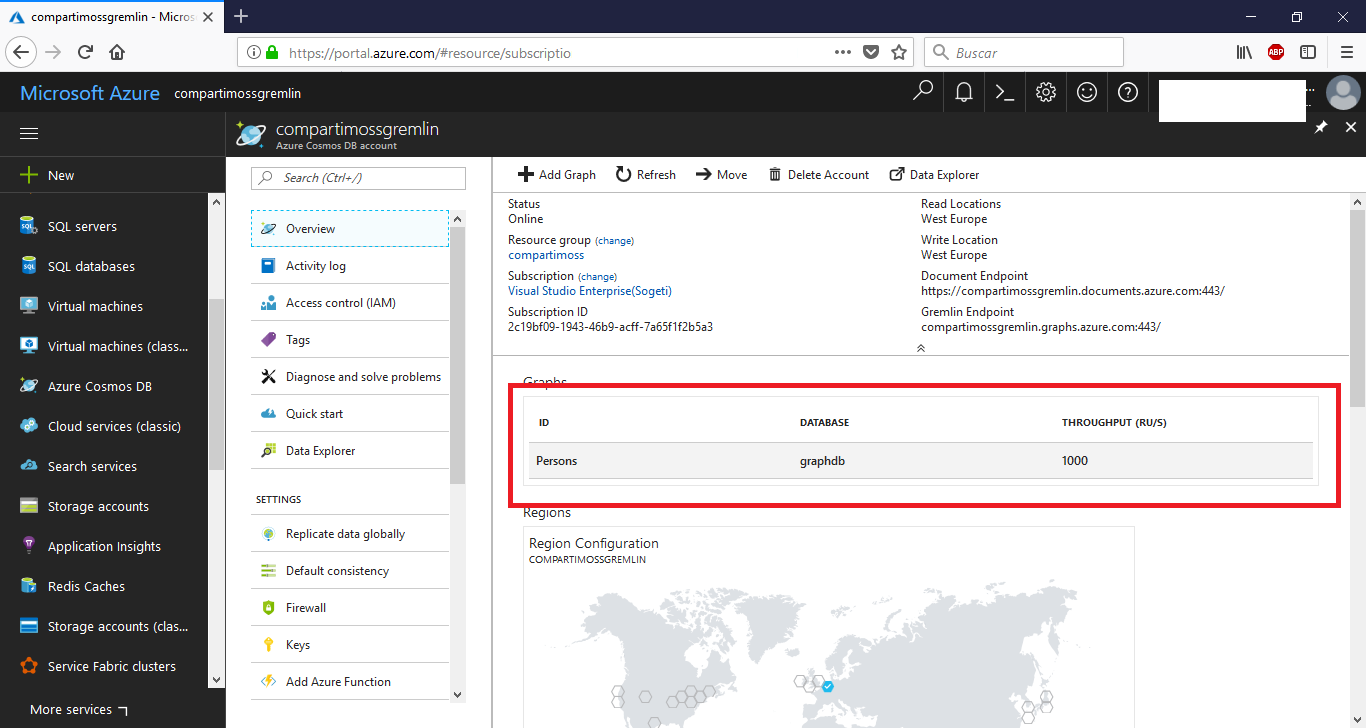 compartimossgremlin - Micros
https://portal.azure.com/#resource/subscriptio
Buscar
ABP
Microsoft Azure compartimossgremlin
compartimossgremlin
Azure Cosmos DB account
New
SQL servers
SQL databases
Virtual machines
Virtual machines (class...
Azure Cosmos DB
Cloud services (classic)
Search services
Storage accounts
Application Insights
Redis Caches
Storage accounts (clas...
Service Fabric clusters
More services
Search (Ctrl+/)
Overview
Activity log
Access control (IAM)
Tags
Diagnose and solve problems
Quick start
Data Explorer
SETTINGS
Replicate data globally
Default consistency
Firewall
Keys
Add Azure Function
Add Graph Refresh Move Delete Account Data Explorer
Status
Online
Resource group (change)
compartimoss
Subscription (change)
Visual Studio Enterprise(Sogeti)
Subscription ID
2c19bf09-1943-46b9-acff-7a65f1f2b5a3
Read Locations
West Europe
Write Location
West Europe
Document Endpoint
https://compartimossgremlin.documents.azure.com:443/
Gremlin Endpoint
compartimossgremlin.graphs.azure.com:443/
Graphs
ID DATABASE THROUGHPUT (RU/S)
Persons graphdb 1000
Regions
Region Configuration
COMPARTIMOSSGREMLIN